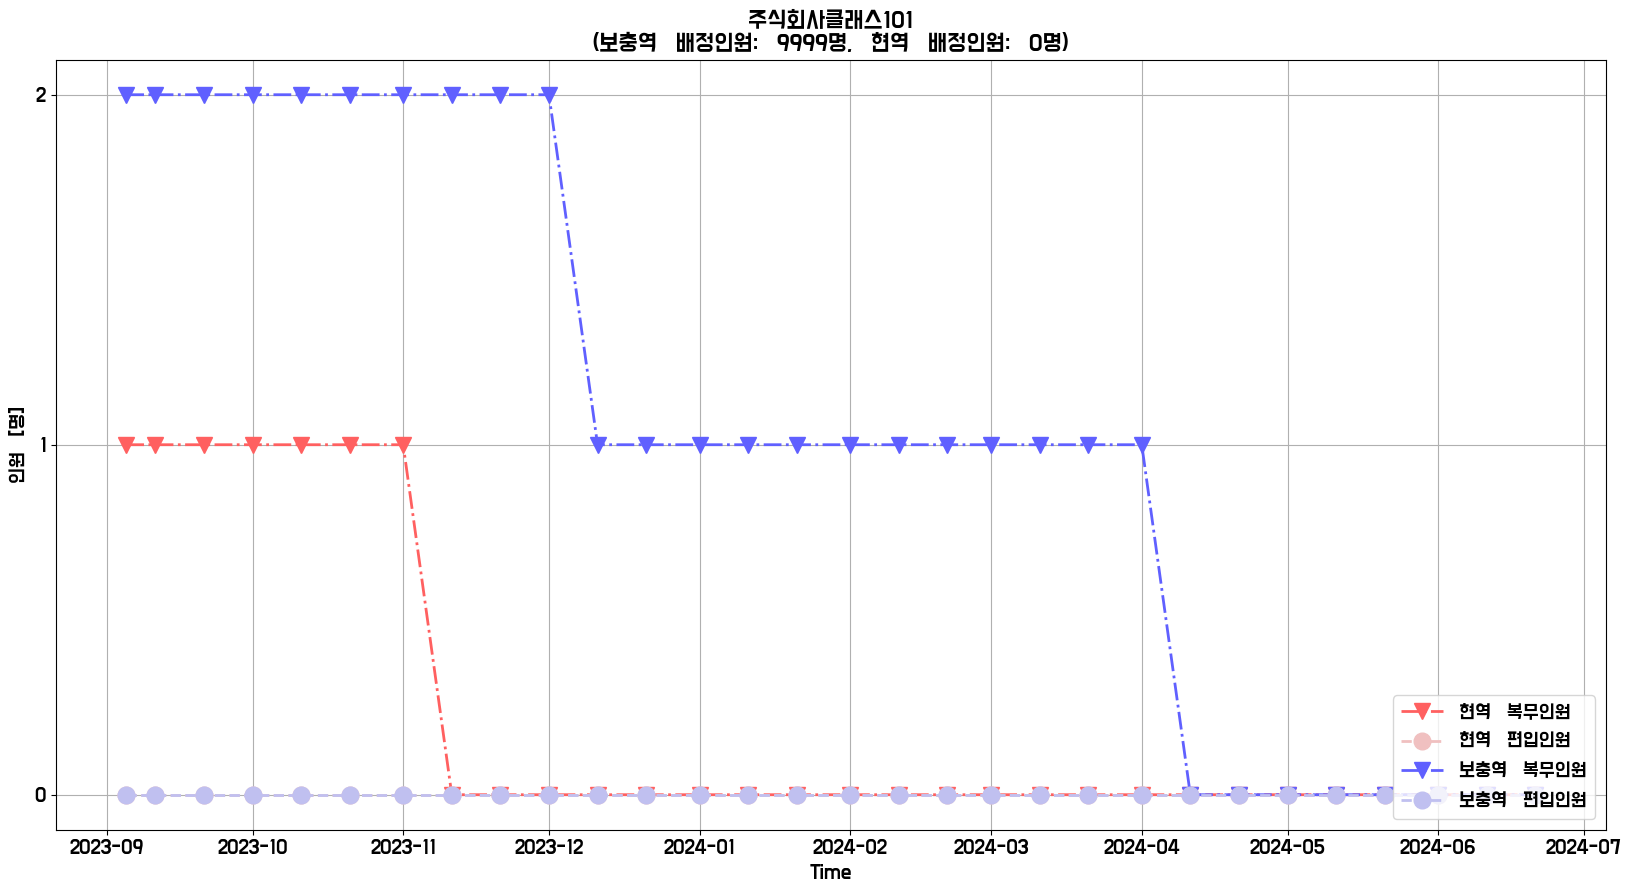 주식회사클래스101
(보충역 배정인원: 9999명, 현역 배정인원: 0명)
인원 [명]
2
1
0
현역 복무인원
현역 편입인원
보충역 복무인원
보충역 편입인원
2023-09 2023-10 2023-11 2023-12 2024-01 2024-02 2024-03 2024-04 2024-05 2024-06 2024-07
Time